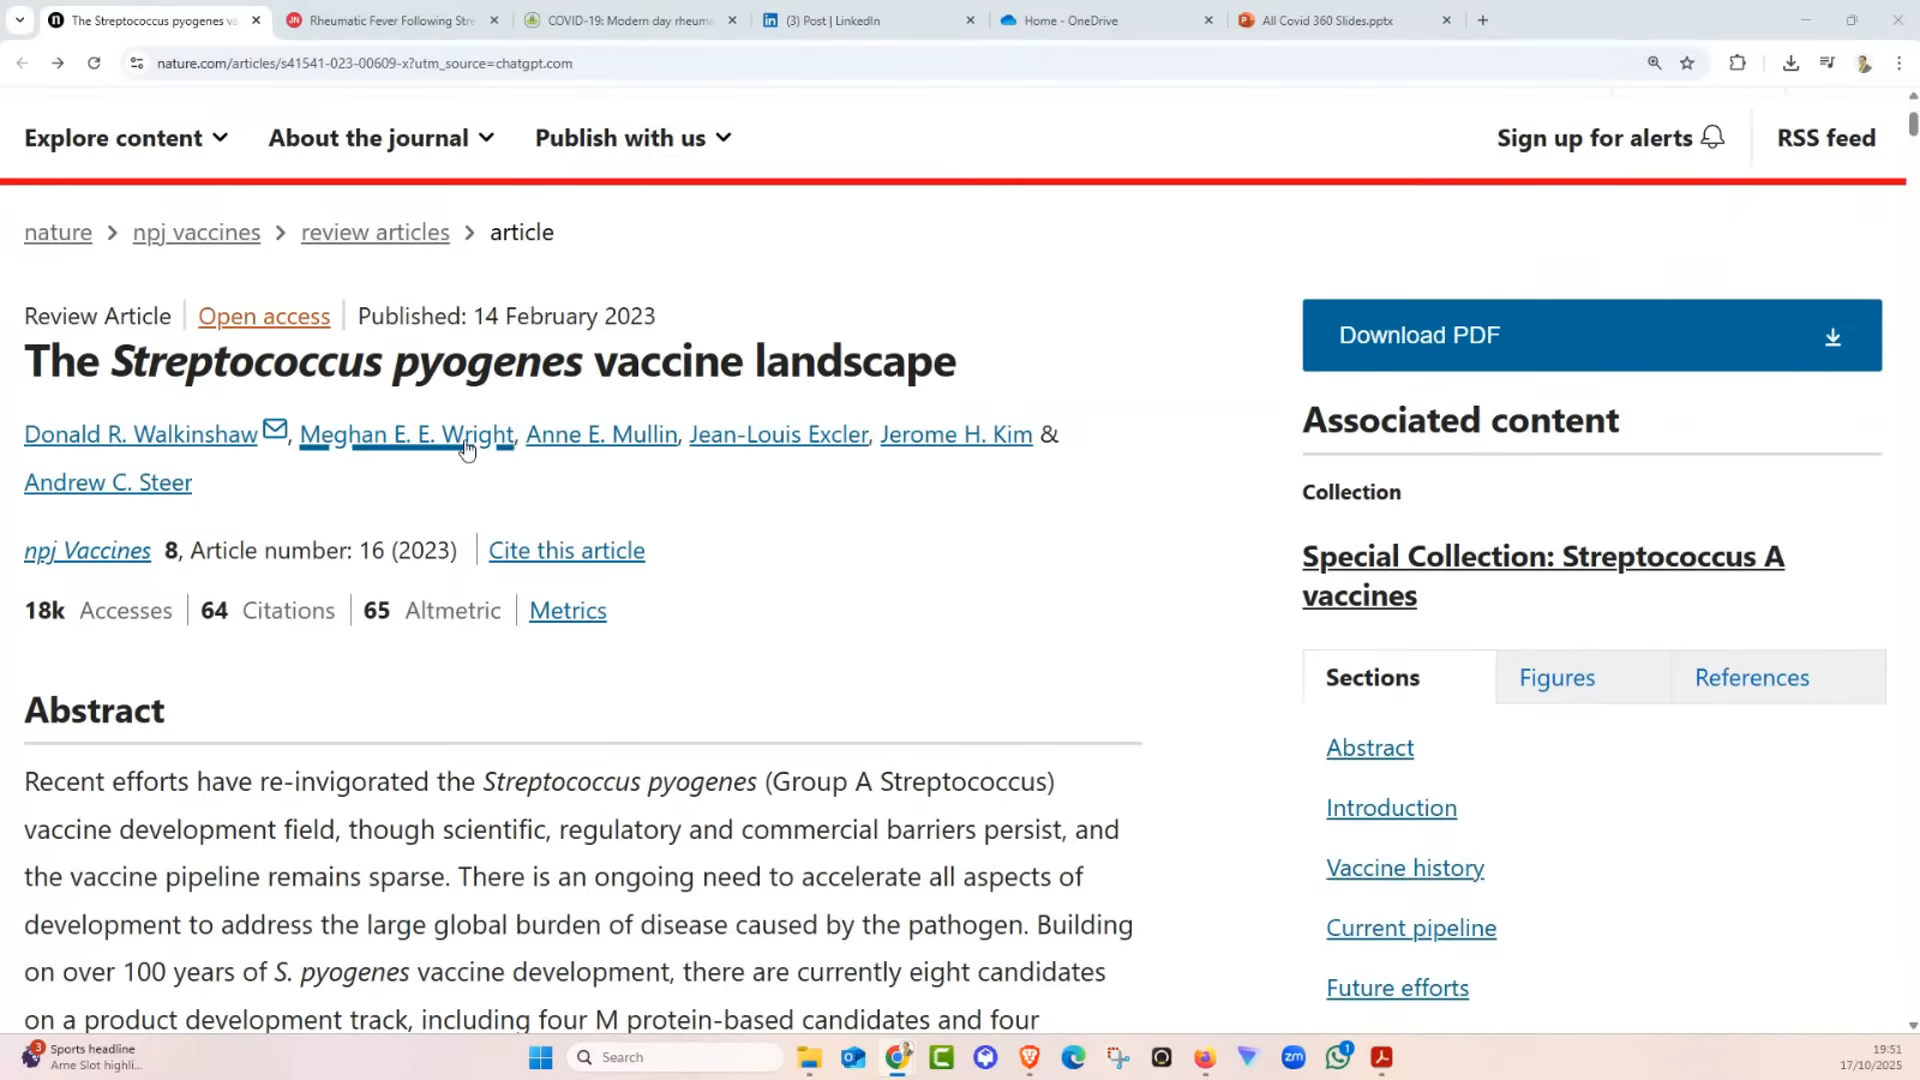 The Streptococcus pyogenes va
Rheumatic Fever Following Stre
COVID-19: Modern day rheuma
(3) Post | LinkedIn
Home - OneDrive
All Covid 360 Slides.pptx
nature.com/articles/s41541-023-00609-x?utm_source=chatgpt.com
Explore content
About the journal
Publish with us
Sign up for alerts
RSS feed
nature > npj vaccines > review articles > article
Review Article
Open access
Published: 14 February 2023
The Streptococcus pyogenes vaccine landscape
Donald R. Walkinshaw, Meghan E. E. Wright, Anne E. Mullin, Jean-Louis Excler, Jerome H. Kim &
Andrew C. Steer
npj Vaccines 8, Article number: 16 (2023)
Cite this article
18k Accesses
64 Citations
65 Altmetric
Metrics
Abstract
Recent efforts have re-invigorated the Streptococcus pyogenes (Group A Streptococcus)
vaccine development field, though scientific, regulatory and commercial barriers persist, and
the vaccine pipeline remains sparse. There is an ongoing need to accelerate all aspects of
development to address the large global burden of disease caused by the pathogen. Building
on over 100 years of S. pyogenes vaccine development, there are currently eight candidates
on a product development track, including four M protein-based candidates and four
Download PDF
Associated content
Collection
Special Collection: Streptococcus A
vaccines
Sections
Figures
References
Abstract
Introduction
Vaccine history
Current pipeline
Future efforts
3
Sports headline
Arne Slot highli...
Search
zm
1
19:51
17/10/2025